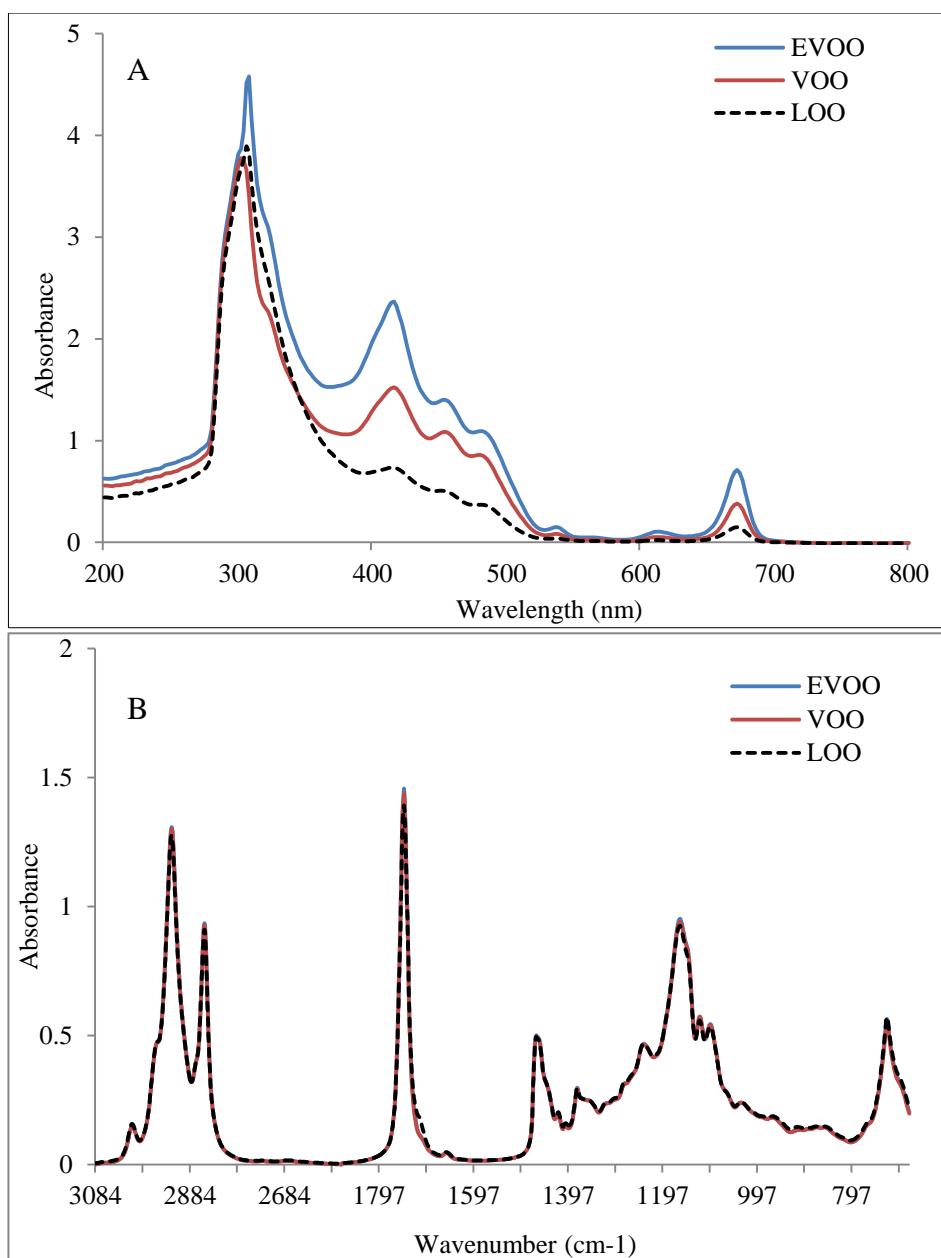 A
EVOO
VOO
LOO
5
4
3
2
1
0
Absorbance
200 300 400 500 600 700 800
Wavelength (nm)
B
EVOO
VOO
LOO
2
1.5
1
0.5
0
Absorbance
3084 2884 2684 1797 1597 1397 1197 997 797
Wavenumber (cm-1)